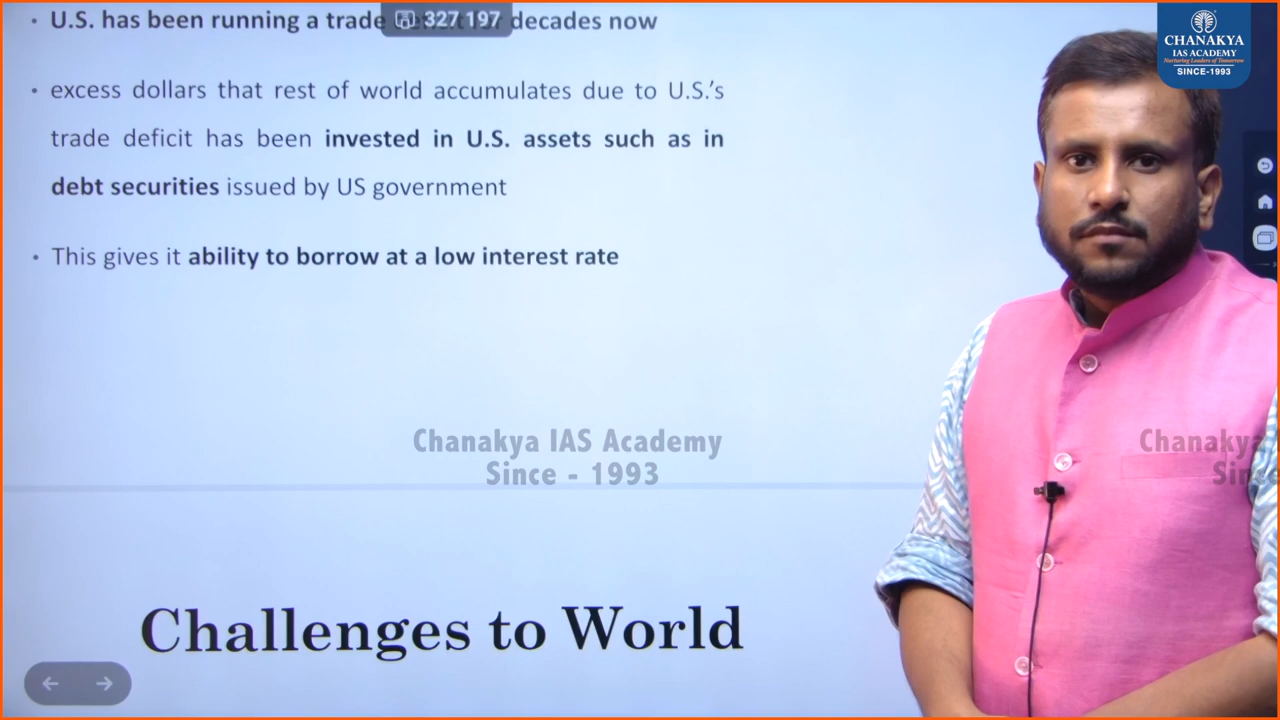 • U.S. has been running a trade decades now
327 197
• excess dollars that rest of world accumulates due to U.S.'s
trade deficit has been invested in U.S. assets such as in
debt securities issued by US government
• This gives it ability to borrow at a low interest rate
Chanakya IAS Academy
Since - 1993
Challenges to World
CHANAKYA
IAS ACADEMY
Nurturing Leaders of Tomorrow
SINCE-1993
Chanakya